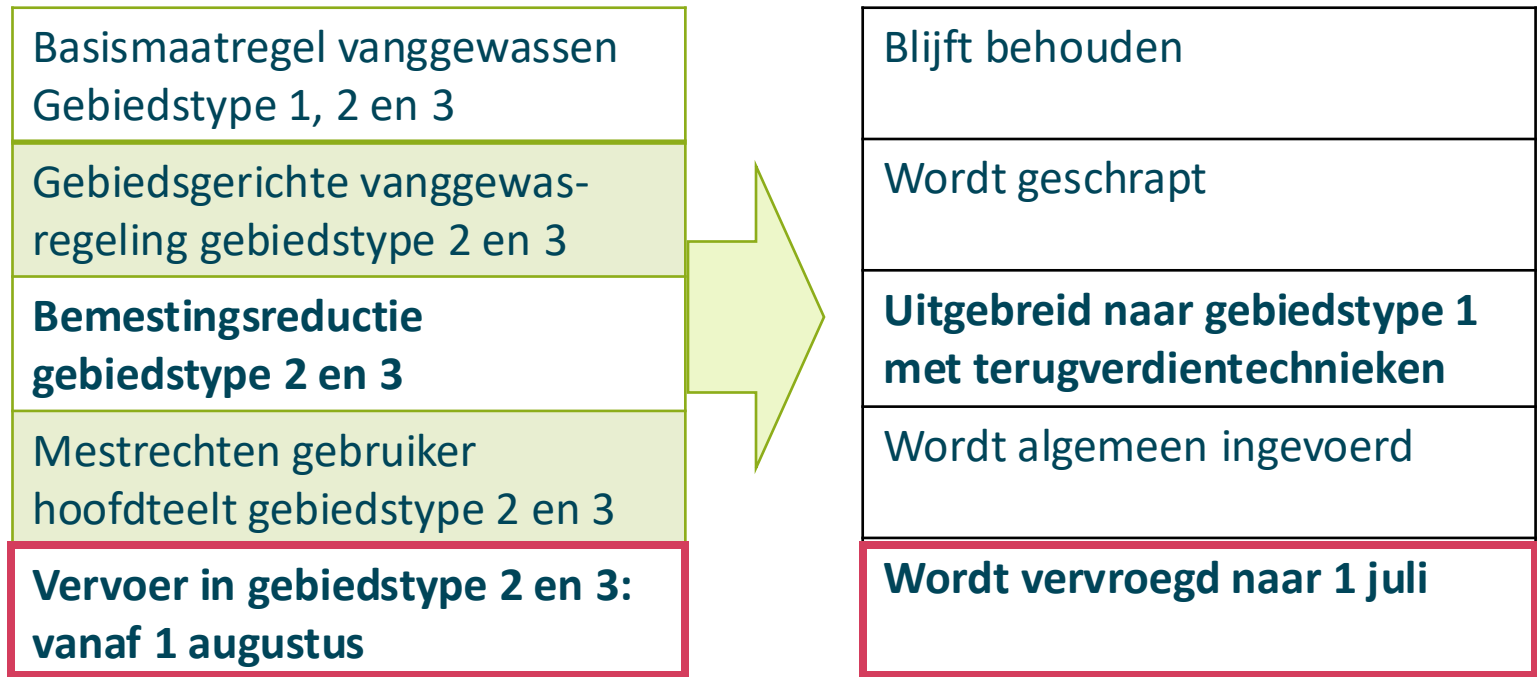 Basismaatregel vanggewassen
Gebiedstype 1, 2 en 3
Blijft behouden
Gebiedsgerichte vanggewas-
regeling gebiedstype 2 en 3
Wordt geschrapt
Bemestingsreductie
gebiedstype 2 en 3
Uitgebreid naar gebiedstype 1
met terugverdientechnieken
Mestrechten gebruiker
hoofdteelt gebiedstype 2 en 3
Wordt algemeen ingevoerd
Vervoer in gebiedstype 2 en 3:
vanaf 1 augustus
Wordt vervroegd naar 1 juli